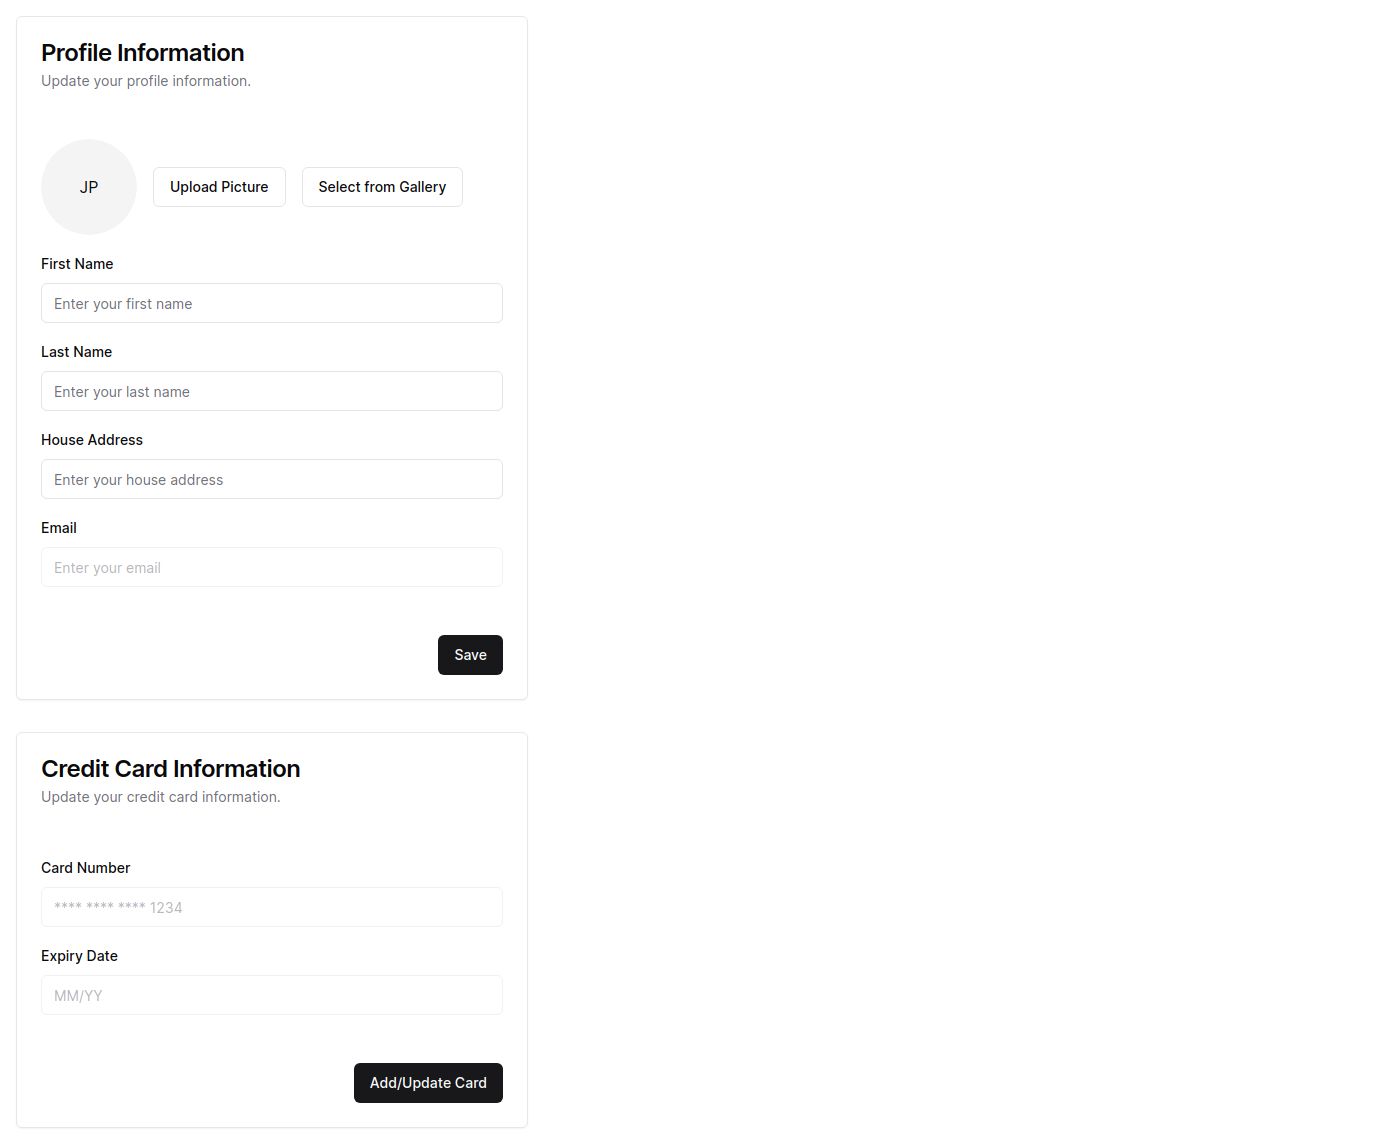 Profile Information
Update your profile information.
JP
Upload Picture
Select from Gallery
First Name
Enter your first name
Last Name
Enter your last name
House Address
Enter your house address
Email
Enter your email
Save
Credit Card Information
Update your credit card information.
Card Number
**** **** **** 1234
Expiry Date
MM/YY
Add/Update Card